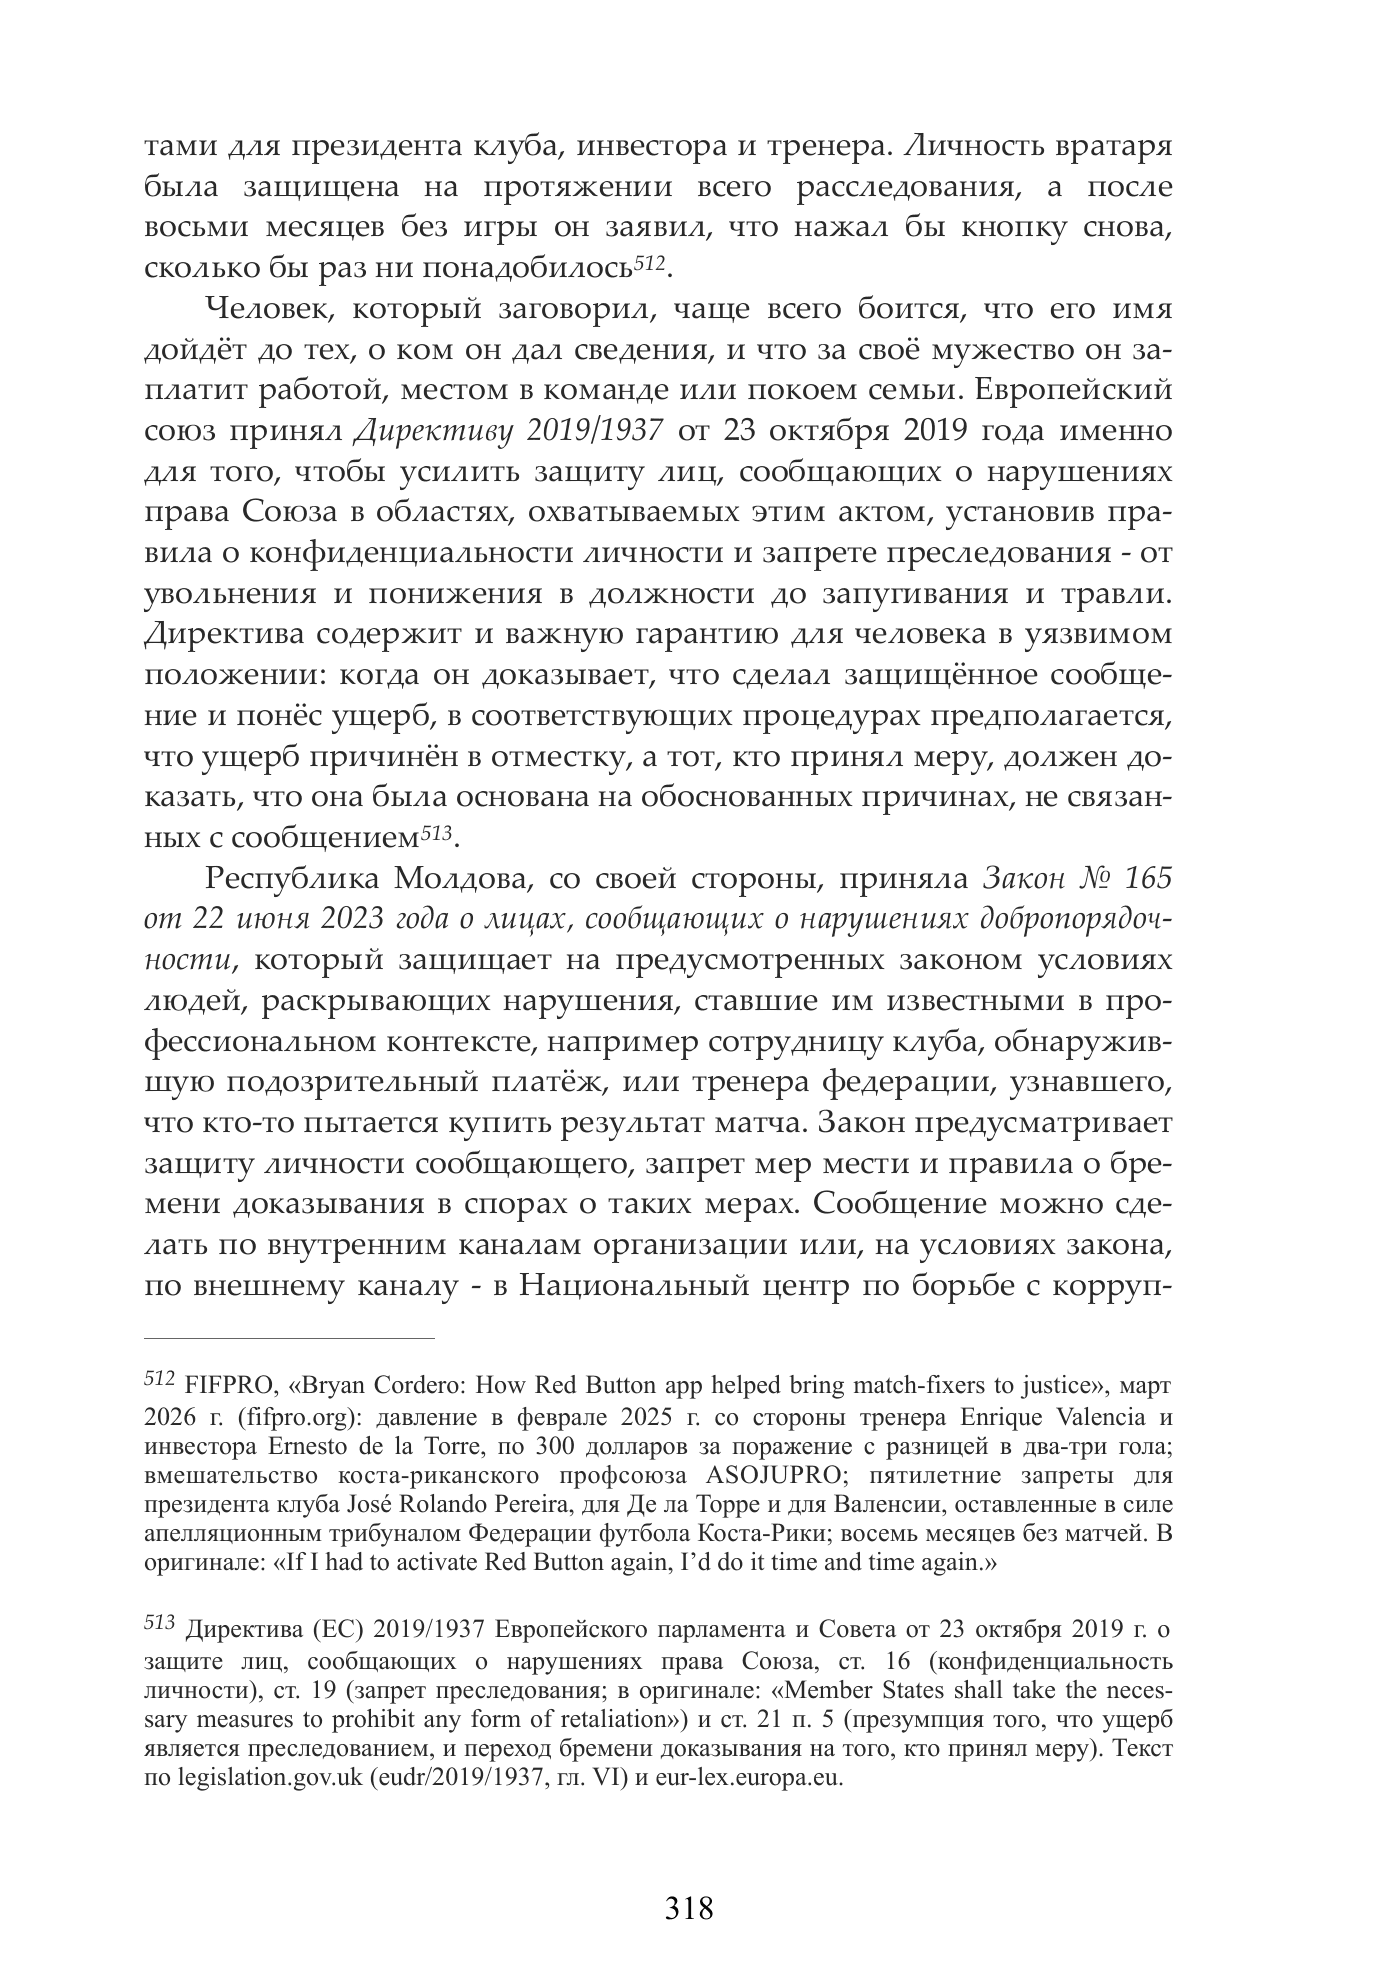 тами для президента клуба, инвестора и тренера. Личность вратаря
была защищена на протяжении всего расследования, а после
восьми месяцев без игры он заявил, что нажал бы кнопку снова,
сколько бы раз ни понадобилось512.
Человек, который заговорил, чаще всего боится, что его имя
дойдёт до тех, о ком он дал сведения, и что за своё мужество он за-
платит работой, местом в команде или покоем семьи. Европейский
союз принял Директиву 2019/1937 от 23 октября 2019 года именно
для того, чтобы усилить защиту лиц, сообщающих о нарушениях
права Союза в областях, охватываемых этим актом, установив пра-
вила о конфиденциальности личности и запрете преследования - от
увольнения и понижения в должности до запугивания и травли.
Директива содержит и важную гарантию для человека в уязвимом
положении: когда он доказывает, что сделал защищённое сообще-
ние и понёс ущерб, в соответствующих процедурах предполагается,
что ущерб причинён в отместку, а тот, кто принял меру, должен до-
казать, что она была основана на обоснованных причинах, не связан-
ных с сообщением513.
Республика Молдова, со своей стороны, приняла Закон № 165
от 22 июня 2023 года о лицах, сообщающих о нарушениях добропорядоч-
ности, который защищает на предусмотренных законом условиях
людей, раскрывающих нарушения, ставшие им известными в про-
фессиональном контексте, например сотрудницу клуба, обнаружив-
шую подозрительный платёж, или тренера федерации, узнавшего,
что кто-то пытается купить результат матча. Закон предусматривает
защиту личности сообщающего, запрет мер мести и правила о бре-
мени доказывания в спорах о таких мерах. Сообщение можно сде-
лать по внутренним каналам организации или, на условиях закона,
по внешнему каналу - в Национальный центр по борьбе с корруп-
512 FIFPRO, «Bryan Cordero: How Red Button app helped bring match-fixers to justice», март
2026 г. (fifpro.org): давление в феврале 2025 г. со стороны тренера Enrique Valencia и
инвестора Ernesto de la Torre, по 300 долларов за поражение с разницей в два-три гола;
вмешательство коста-риканского профсоюза ASOJUPRO; пятилетние запреты для
президента клуба José Rolando Pereira, для Де ла Торре и для Валенсии, оставленные в силе
апелляционным трибуналом Федерации футбола Коста-Рики; восемь месяцев без матчей. В
оригинале: «If I had to activate Red Button again, I’d do it time and time again.»
513 Директива (ЕС) 2019/1937 Европейского парламента и Совета от 23 октября 2019 г. о
защите лиц, сообщающих о нарушениях права Союза, ст. 16 (конфиденциальность
личности), ст. 19 (запрет преследования; в оригинале: «Member States shall take the neces-
sary measures to prohibit any form of retaliation») и ст. 21 п. 5 (презумпция того, что ущерб
является преследованием, и переход бремени доказывания на того, кто принял меру). Текст
по legislation.gov.uk (eudr/2019/1937, гл. VI) и eur-lex.europa.eu.
318